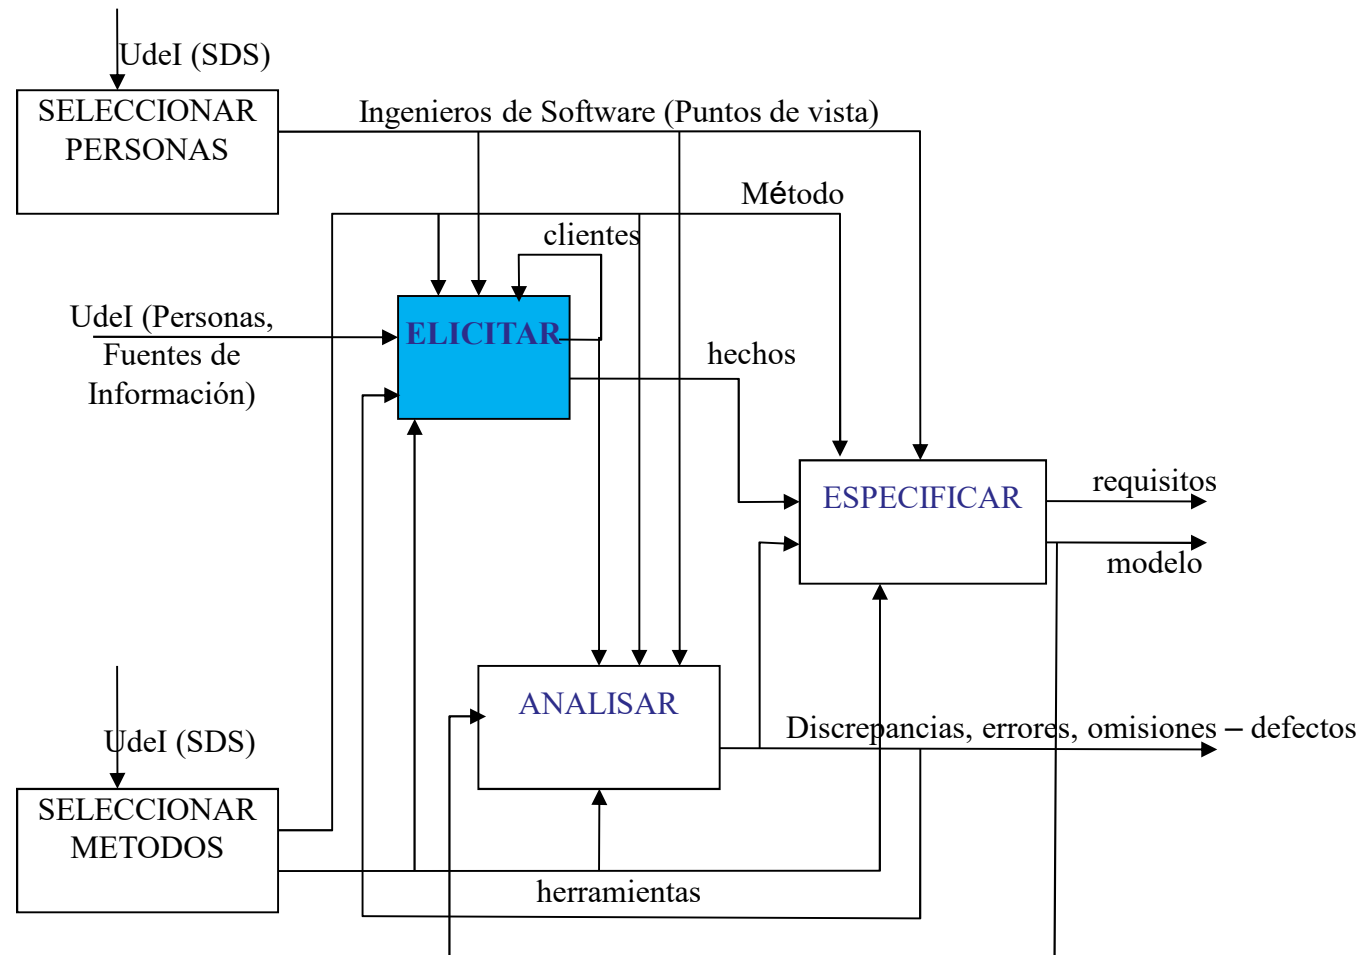 UdeI (SDS)
SELECCIONAR
PERSONAS
Ingenieros de Software (Puntos de vista)
Método
clientes
UdeI (Personas,
Fuentes de
Información)
ELICITAR
hechos
ESPECIFICAR
requisitos
modelo
ANALISAR
Discrepancias, errores, omisiones – defectos
UdeI (SDS)
SELECCIONAR
METODOS
herramientas